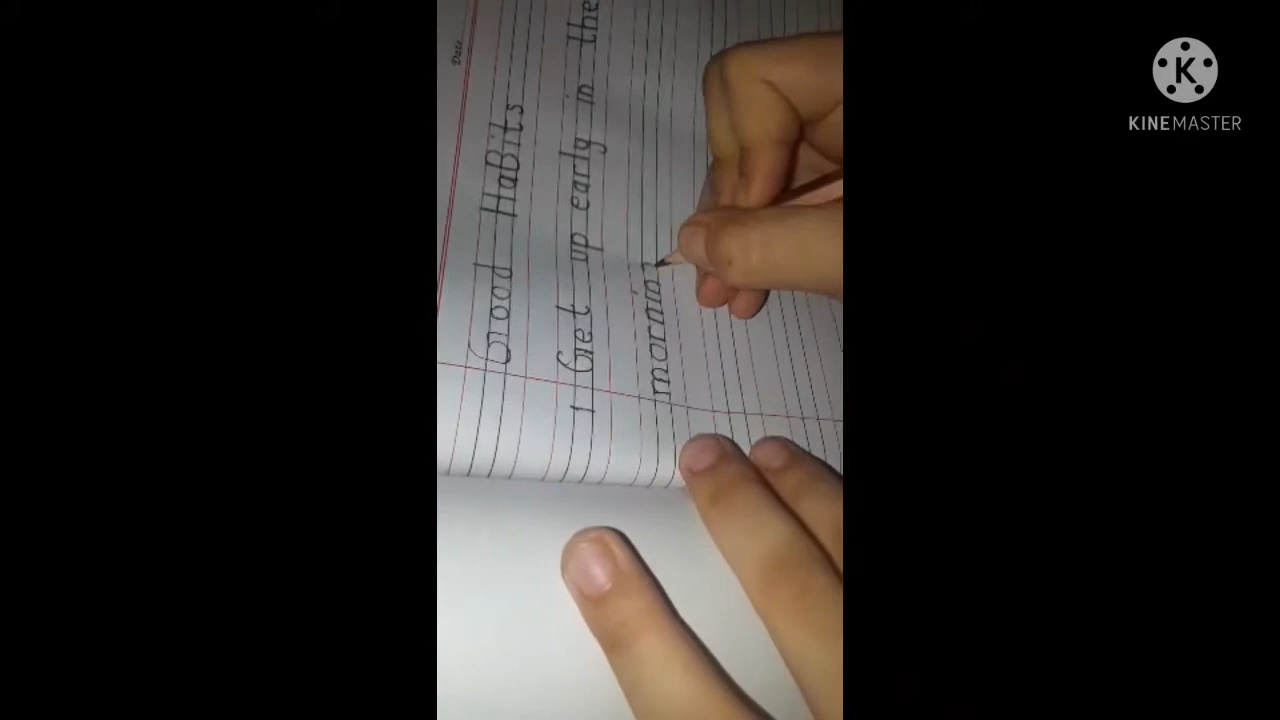 Date
Good HaBits
1 Get up early in the
mornin
KINEMASTER